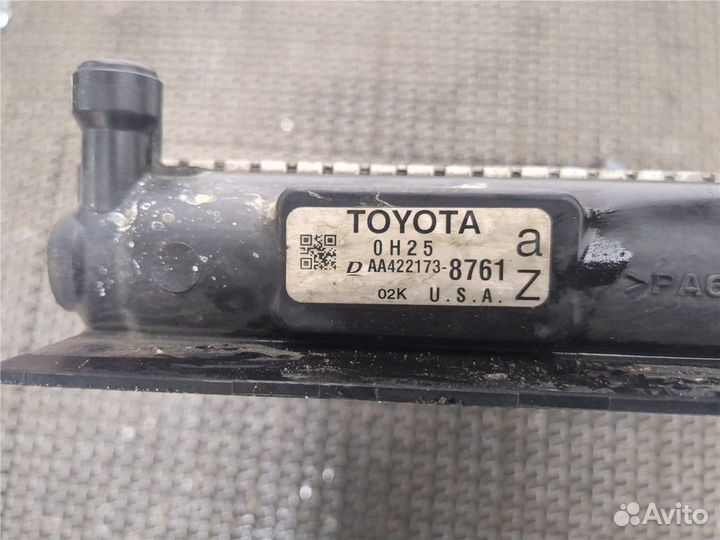 TOYOTA
0H25
D AA422173-8761
02K U.S.A.
a
Z
>PA6
Avito